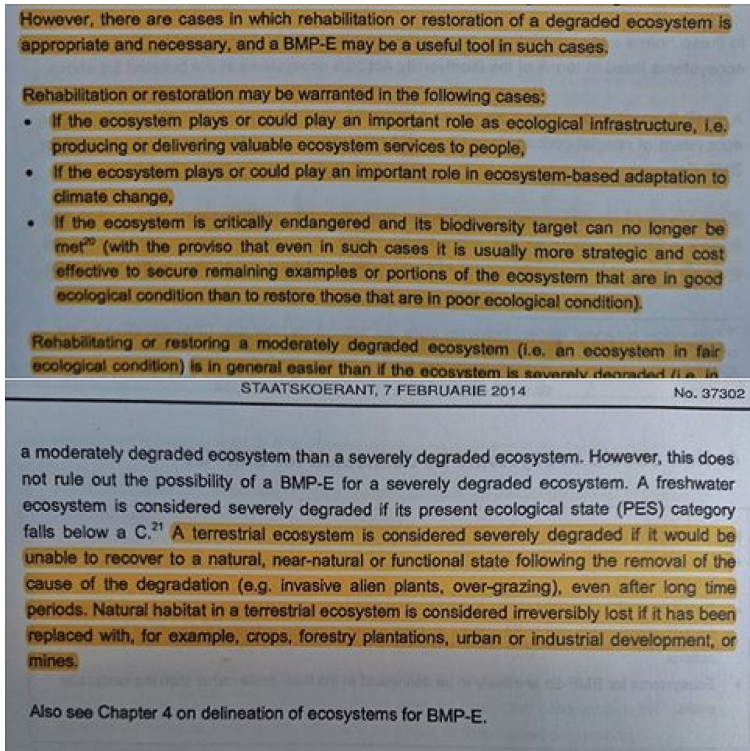 However, there are cases in which rehabilitation or restoration of a degraded ecosystem is
appropriate and necessary, and a BMP-E may be a useful tool in such cases.
Rehabilitation or restoration may be warranted in the following cases:
• If the ecosystem plays or could play an important role as ecological infrastructure, i.e.
producing or delivering valuable ecosystem services to people,
• If the ecosystem plays or could play an important role in ecosystem-based adaptation to
climate change,
• If the ecosystem is critically endangered and its biodiversity target can no longer be
met²⁰ (with the proviso that even in such cases it is usually more strategic and cost
effective to secure remaining examples or portions of the ecosystem that are in good
ecological condition than to restore those that are in poor ecological condition).
Rehabilitating or restoring a moderately degraded ecosystem (i.e. an ecosystem in fair
ecological condition) is in general easier than if the ecosystem is severely degraded (i.e. in
STAATSKOERANT, 7 FEBRUARIE 2014 No. 37302
a moderately degraded ecosystem than a severely degraded ecosystem. However, this does
not rule out the possibility of a BMP-E for a severely degraded ecosystem. A freshwater
ecosystem is considered severely degraded if its present ecological state (PES) category
falls below a C.²¹ A terrestrial ecosystem is considered severely degraded if it would be
unable to recover to a natural, near-natural or functional state following the removal of the
cause of the degradation (e.g. invasive alien plants, over-grazing), even after long time
periods. Natural habitat in a terrestrial ecosystem is considered irreversibly lost if it has been
replaced with, for example, crops, forestry plantations, urban or industrial development, or
mines.
Also see Chapter 4 on delineation of ecosystems for BMP-E.